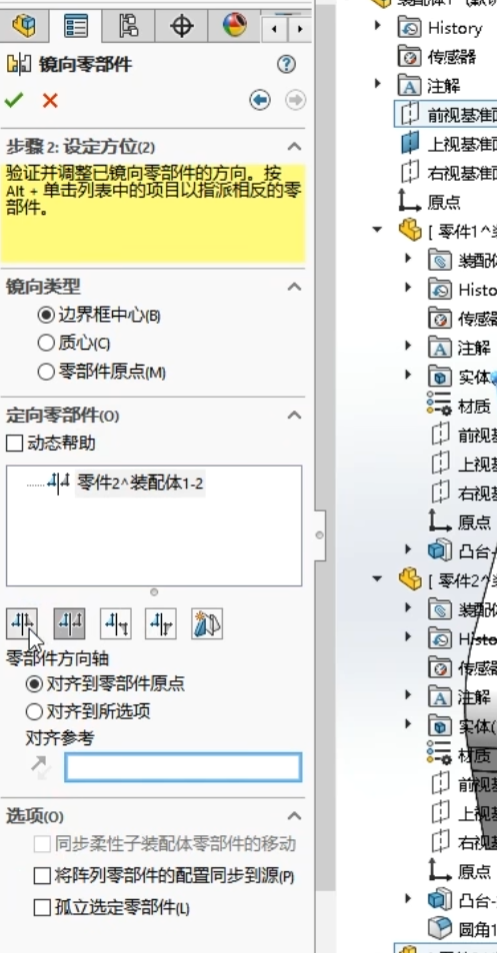 镜向零部件
步骤 2: 设定方位(2)
验证并调整已镜向零部件的方向。按
Alt + 单击列表中的项目以指派相反的零
部件。
镜向类型
边界框中心(B)
质心(C)
零部件原点(M)
定向零部件(O)
动态帮助
零件2^装配体1-2
零部件方向轴
对齐到零部件原点
对齐到所选项
对齐参考
选项(O)
同步柔性子装配体零部件的移动
将阵列零部件的配置同步到源(P)
孤立选定零部件(L)
History
传感器
注解
前视基准面
上视基准面
右视基准面
原点
[ 零件1^
Histo
传感器
注解
实体
材质
前视基
上视基
右视基
原点
凸台-
[ 零件2^
Histo
传感器
注解
实体(
材质
前视基
上视基
右视基
原点
凸台-
圆角1